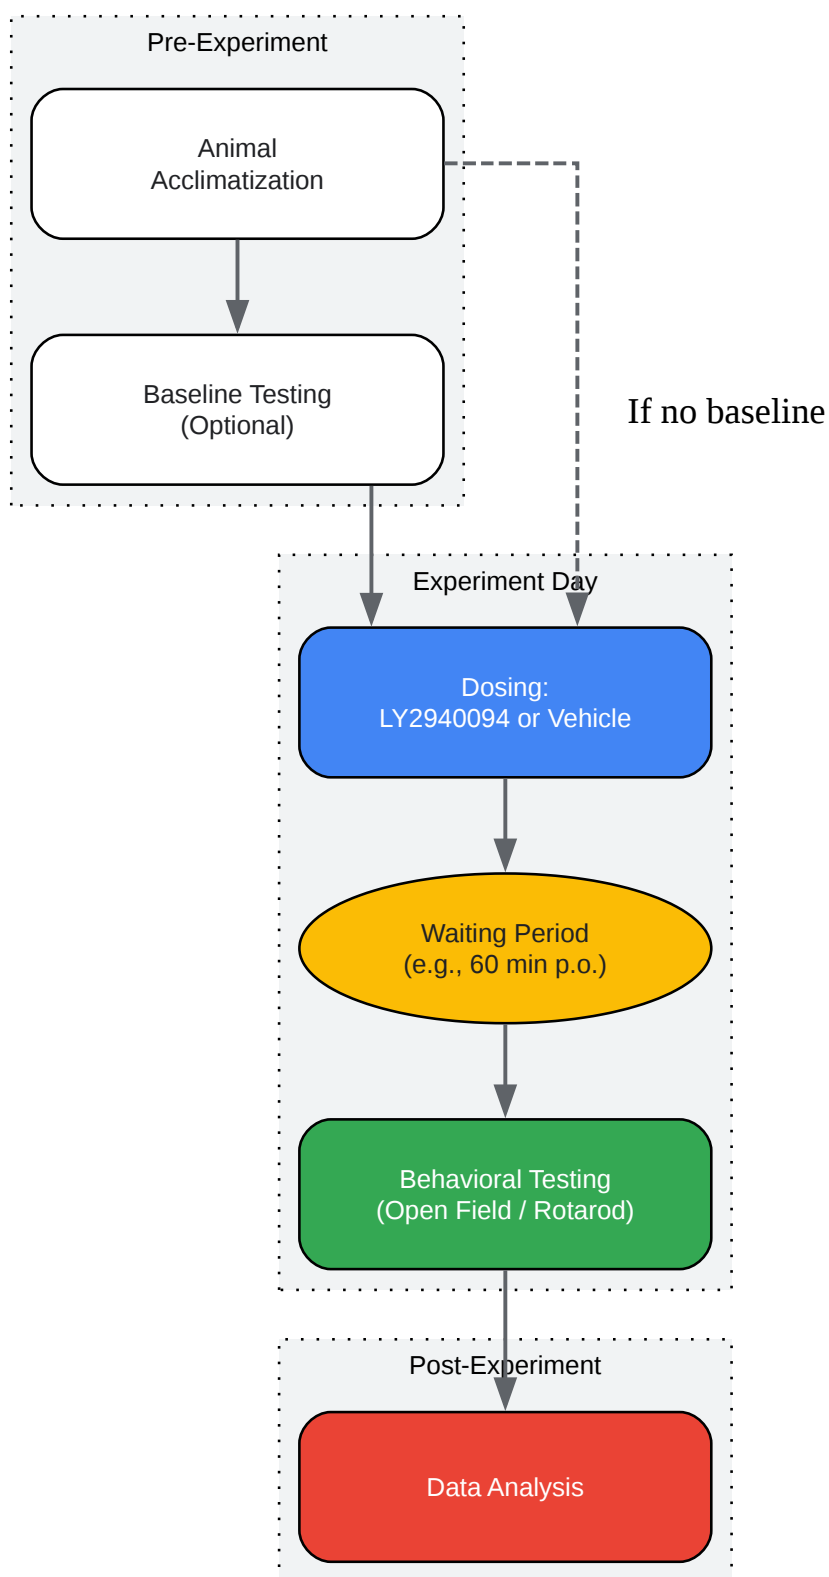 Pre-Experiment
Animal
Acclimatization
Baseline Testing
(Optional)
If no baseline
Experiment Day
Dosing:
LY2940094 or Vehicle
Waiting Period
(e.g., 60 min p.o.)
Behavioral Testing
(Open Field / Rotarod)
Post-Experiment
Data Analysis